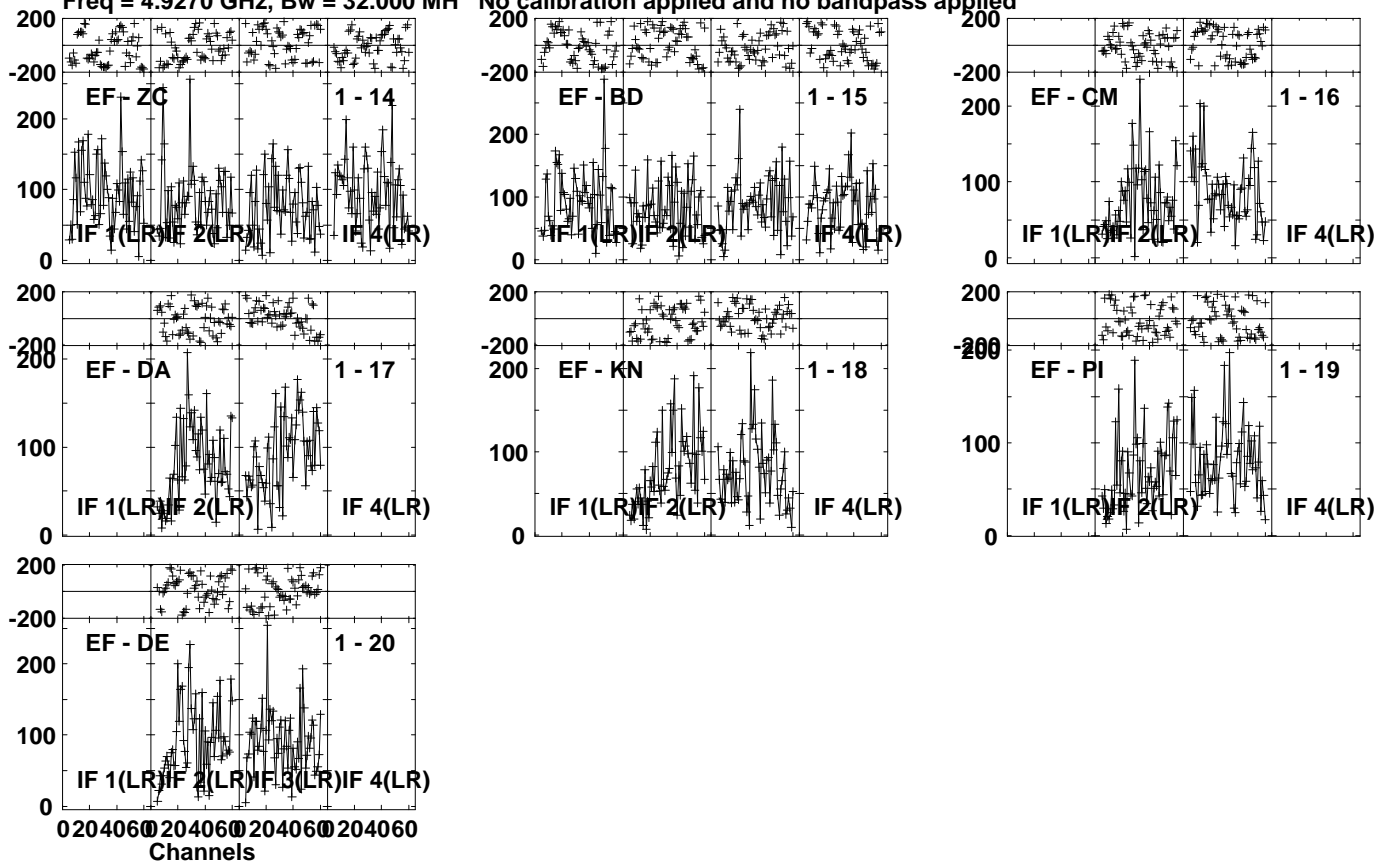 Freq = 4.9270 GHz, Bw = 32.000 MH No calibration applied and no bandpass applied
200
-200
EF - ZC 1 - 14
200
100
0
IF 1(LR) IF 2(LR) IF 4(LR)
200
-200
EF - BD 1 - 15
200
100
0
IF 1(LR) IF 2(LR) IF 4(LR)
200
-200
EF - CM 1 - 16
200
100
0
IF 1(LR) IF 2(LR) IF 4(LR)
200
-200
200
EF - DA 1 - 17
100
0
IF 1(LR) IF 2(LR) IF 4(LR)
200
-200
EF - KN 1 - 18
200
100
0
IF 1(LR) IF 2(LR) IF 4(LR)
200
-200
200
EF - PI 1 - 19
100
0
IF 1(LR) IF 2(LR) IF 4(LR)
200
-200
EF - DE 1 - 20
200
100
0
IF 1(LR) IF 2(LR) IF 3(LR) IF 4(LR)
0 20 40 60 0 20 40 60 0 20 40 60 0 20 40 60
Channels